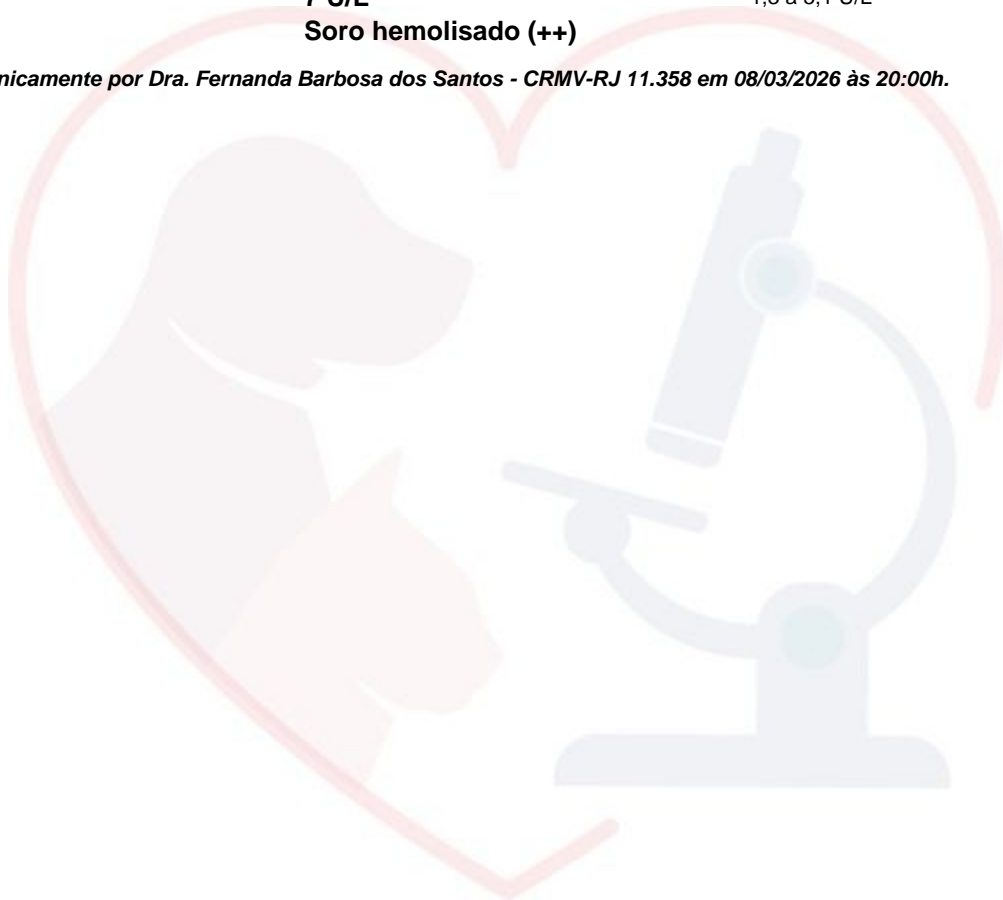 U/L a U/L
Soro hemolisado (++)
nicamente por Dra. Fernanda Barbosa dos Santos - CRMV-RJ 11.358 em 08/03/2026 às 20:00h.